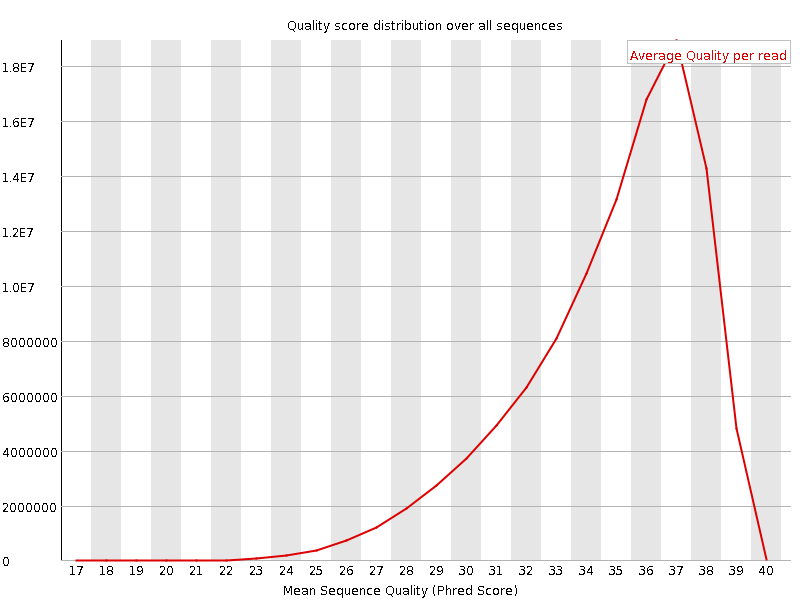 Quality score distribution over all sequences
Average Quality per read
1.8E7
1.6E7
1.4E7
1.2E7
1.0E7
8000000
6000000
4000000
2000000
0
17 18 19 20 21 22 23 24 25 26 27 28 29 30 31 32 33 34 35 36 37 38 39 40
Mean Sequence Quality (Phred Score)